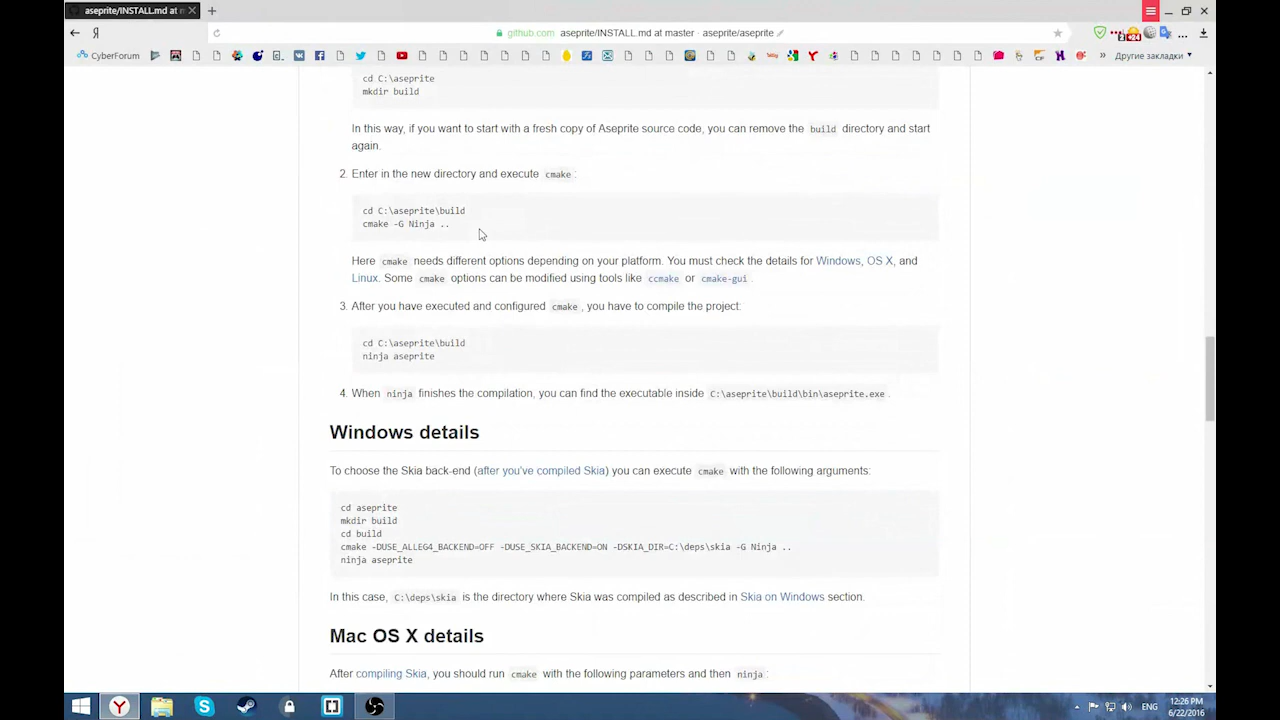 aseprite/INSTALL.md at m
Я
github.com aseprite/INSTALL.md at master · aseprite/aseprite
CyberForum
Другие закладки
cd C:\aseprite
mkdir build
In this way, if you want to start with a fresh copy of Aseprite source code, you can remove the build directory and start
again.
2. Enter in the new directory and execute cmake :
cd C:\aseprite\build
cmake -G Ninja ..
Here cmake needs different options depending on your platform. You must check the details for Windows, OS X, and
Linux. Some cmake options can be modified using tools like ccmake or cmake-gui .
3. After you have executed and configured cmake , you have to compile the project:
cd C:\aseprite\build
ninja aseprite
4. When ninja finishes the compilation, you can find the executable inside C:\aseprite\build\bin\aseprite.exe .
Windows details
To choose the Skia back-end (after you've compiled Skia) you can execute cmake with the following arguments:
cd aseprite
mkdir build
cd build
cmake -DUSE_ALLEG4_BACKEND=OFF -DUSE_SKIA_BACKEND=ON -DSKIA_DIR=C:\deps\skia -G Ninja ..
ninja aseprite
In this case, C:\deps\skia is the directory where Skia was compiled as described in Skia on Windows section.
Mac OS X details
After compiling Skia, you should run cmake with the following parameters and then ninja :
ENG
12:26 PM
6/22/2016